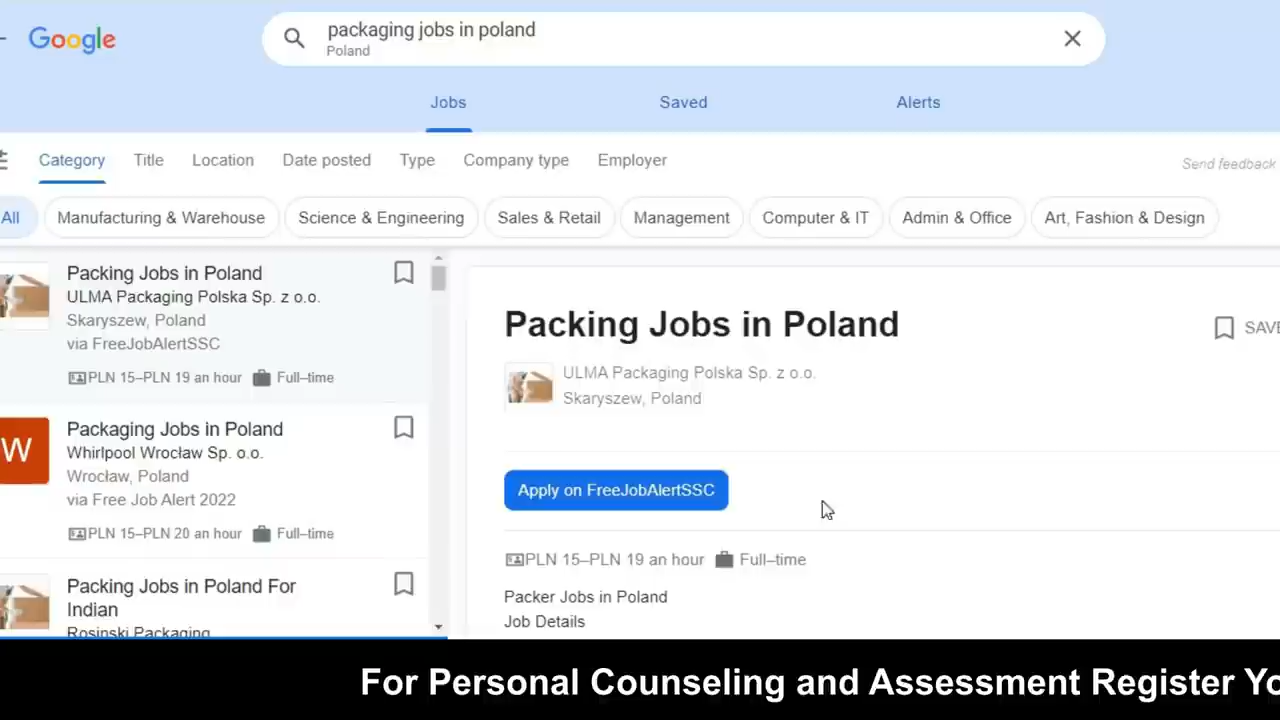 Google
packaging jobs in poland
Poland
Jobs Saved Alerts
Category Title Location Date posted Type Company type Employer
Send feedback
All Manufacturing & Warehouse Science & Engineering Sales & Retail Management Computer & IT Admin & Office Art, Fashion & Design
Packing Jobs in Poland
ULMA Packaging Polska Sp. z o.o.
Skaryszew, Poland
via FreeJobAlertSSC
PLN 15–PLN 19 an hour Full–time
W
Packaging Jobs in Poland
Whirlpool Wrocław Sp. o.o.
Wrocław, Poland
via Free Job Alert 2022
PLN 15–PLN 20 an hour Full–time
Packing Jobs in Poland For
Indian
Rosinski Packaging
Packing Jobs in Poland
SAVE
ULMA Packaging Polska Sp. z o.o.
Skaryszew, Poland
Apply on FreeJobAlertSSC
PLN 15–PLN 19 an hour Full–time
Packer Jobs in Poland
Job Details
For Personal Counseling and Assessment Register Yo